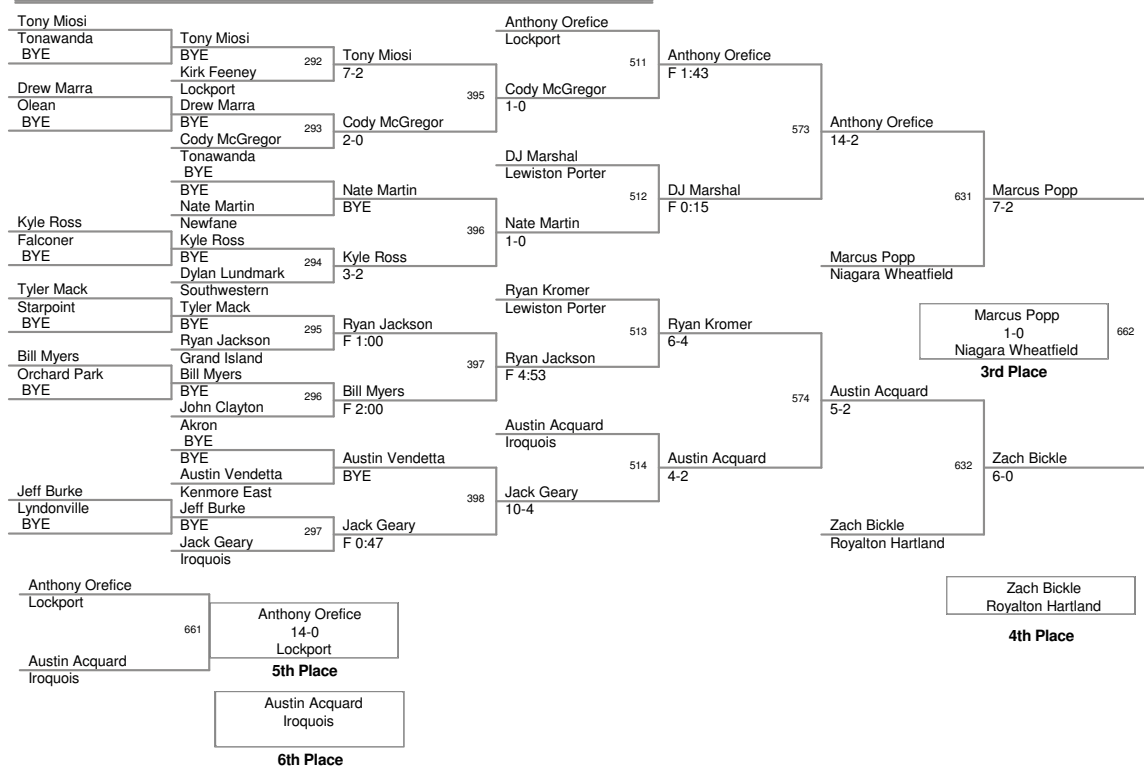 Tony Miosi
Tonawanda
BYE
Drew Marra
Olean
BYE
Kyle Ross
Falconer
BYE
Tyler Mack
Starpoint
BYE
Bill Myers
Orchard Park
BYE
Jeff Burke
Lyndonville
BYE
Tony Miosi
BYE
292
Kirk Feeney
Lockport
Drew Marra
BYE
293
Cody McGregor
Tonawanda
BYE
BYE
Nate Martin
Newfane
Kyle Ross
BYE
294
Dylan Lundmark
Southwestern
Tyler Mack
BYE
295
Ryan Jackson
Grand Island
Bill Myers
BYE
296
John Clayton
Akron
BYE
BYE
Austin Vendetta
Kenmore East
Jeff Burke
BYE
297
Jack Geary
Iroquois
Tony Miosi
7-2
395
Cody McGregor
2-0
Nate Martin
BYE
396
Kyle Ross
3-2
Ryan Jackson
F 1:00
397
Bill Myers
F 2:00
Austin Vendetta
BYE
398
Jack Geary
F 0:47
Anthony Orefice
Lockport
511
Cody McGregor
1-0
DJ Marshal
Lewiston Porter
512
Nate Martin
1-0
Ryan Kromer
Lewiston Porter
513
Ryan Jackson
F 4:53
Austin Acquard
Iroquois
514
Jack Geary
10-4
Anthony Orefice
F 1:43
573
DJ Marshal
F 0:15
Ryan Kromer
6-4
574
Austin Acquard
4-2
Anthony Orefice
14-2
631
Marcus Popp
Niagara Wheatfield
Austin Acquard
5-2
632
Zach Bickle
Royalton Hartland
Marcus Popp
7-2
Zach Bickle
6-0
Marcus Popp
1-0
Niagara Wheatfield
662
3rd Place
Zach Bickle
Royalton Hartland
4th Place
Anthony Orefice
Lockport
661
Austin Acquard
Iroquois
Anthony Orefice
14-0
Lockport
5th Place
Austin Acquard
Iroquois
6th Place